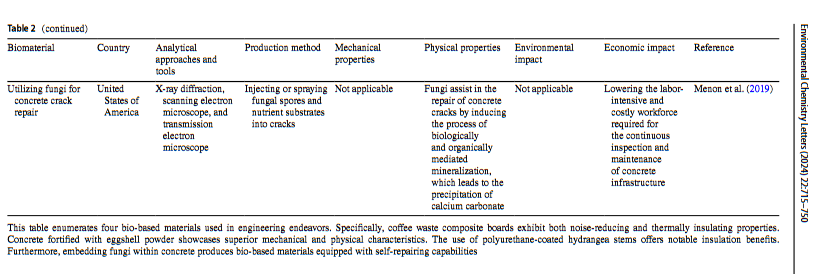 Table 2 (continued)
Biomaterial Country Analytical approaches and tools Production method Mechanical properties Physical properties Environmental impact Economic impact Reference
Utilizing fungi for concrete crack repair
United States of America
X-ray diffraction, scanning electron microscope, and transmission electron microscope
Injecting or spraying fungal spores and nutrient substrates into cracks
Not applicable
Fungi assist in the repair of concrete cracks by inducing the process of biologically and organically mediated mineralization, which leads to the precipitation of calcium carbonate
Not applicable
Lowering the labor-intensive and costly workforce required for the continuous inspection and maintenance of concrete infrastructure
Menon et al. (2019)
This table enumerates four bio-based materials used in engineering endeavors. Specifically, coffee waste composite boards exhibit both noise-reducing and thermally insulating properties.
Concrete fortified with eggshell powder showcases superior mechanical and physical characteristics. The use of polyurethane-coated hydrangea stems offers notable insulation benefits.
Furthermore, embedding fungi within concrete produces bio-based materials equipped with self-repairing capabilities
Environmental Chemistry Letters (2024) 22:715–750